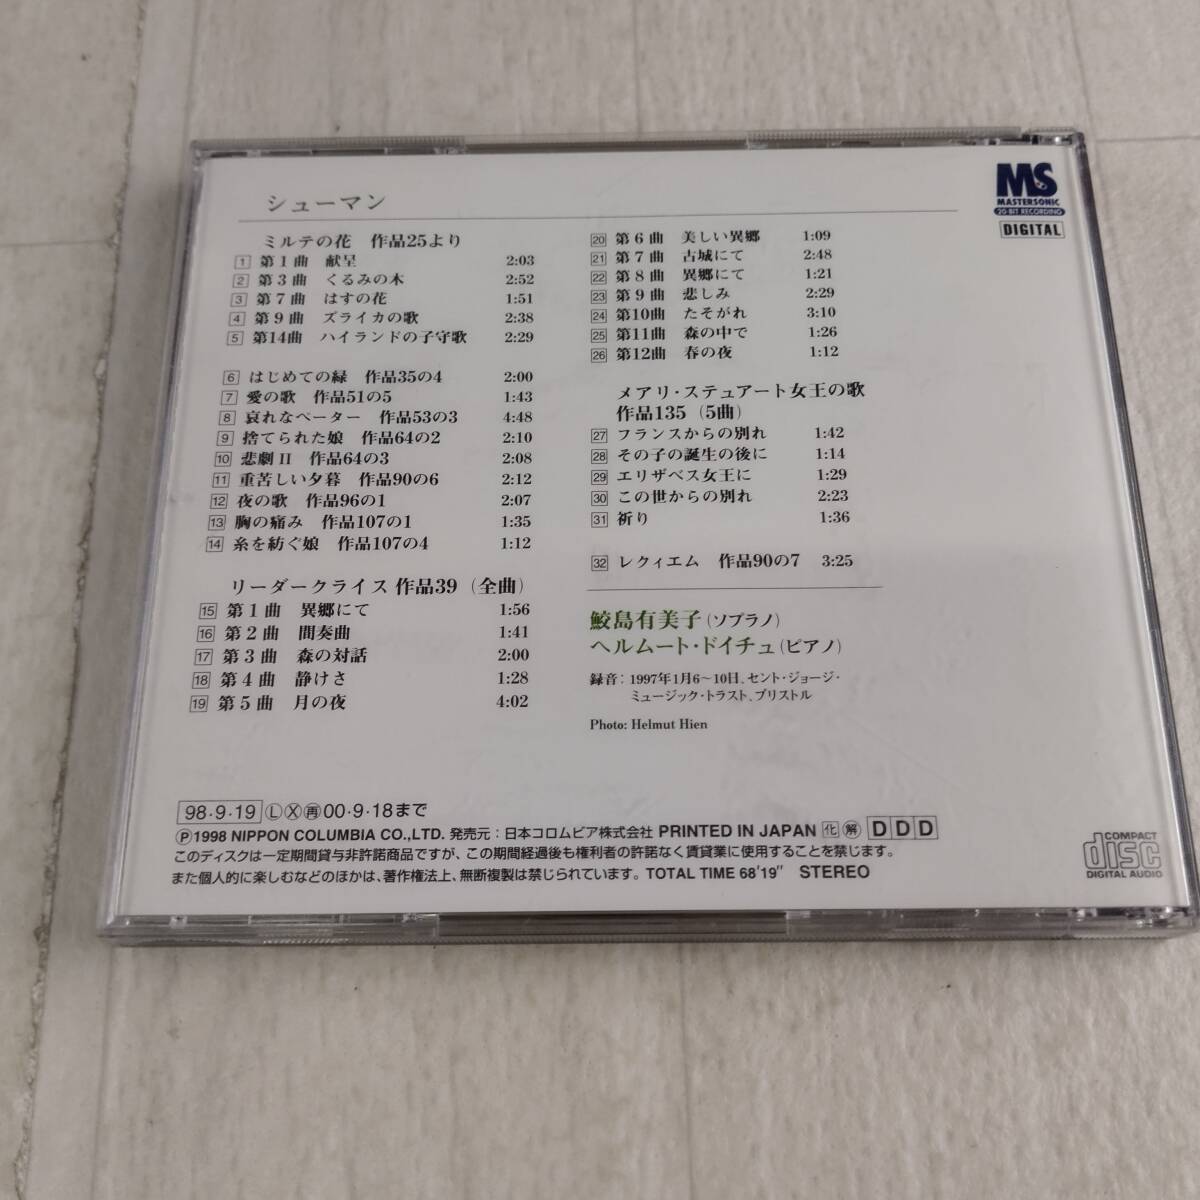 シューマン
ミルテの花 作品25より
1 第1曲 献呈 2:03
2 第3曲 くるみの木 2:52
3 第7曲 はすの花 1:51
4 第9曲 ズライカの歌 2:38
5 第14曲 ハイランドの子守歌 2:29
6 はじめての緑 作品35の4 2:00
7 愛の歌 作品51の5 1:43
8 哀れなペーター 作品53の3 4:48
9 捨てられた娘 作品64の2 2:10
10 悲劇II 作品64の3 2:08
11 重苦しい夕暮 作品90の6 2:12
12 夜の歌 作品96の1 2:07
13 胸の痛み 作品107の1 1:35
14 糸を紡ぐ娘 作品107の4 1:12
リーダークライス 作品39(全曲)
15 第1曲 異郷にて 1:56
16 第2曲 間奏曲 1:41
17 第3曲 森の対話 2:00
18 第4曲 静けさ 1:28
19 第5曲 月の夜 4:02
20 第6曲 美しい異郷 1:09
21 第7曲 古城にて 2:48
22 第8曲 異郷にて 1:21
23 第9曲 悲しみ 2:29
24 第10曲 たそがれ 3:10
25 第11曲 森の中で 1:26
26 第12曲 春の夜 1:12
メアリ・ステュアート女王の歌
作品135(5曲)
27 フランスからの別れ 1:42
28 その子の誕生の後に 1:14
29 エリザベス女王に 1:29
30 この世からの別れ 2:23
31 祈り 1:36
32 レクィエム 作品90の7 3:25
鮫島有美子(ソプラノ)
ヘルムート・ドイチュ(ピアノ)
録音:1997年1月6~10日、セント・ジョージ・
ミュージック・トラスト、ブリストル
Photo: Helmut Hien
MS
MASTERSONIC
20-BIT RECORDING
DIGITAL
98・9・19 Ⓛ Ⓧ ㊞再 00・9・18まで
Ⓟ1998 NIPPON COLUMBIA CO.,LTD. 発売元:日本コロムビア株式会社 PRINTED IN JAPAN 化 解 D D D
このディスクは一定期間貸与非許諾商品ですが、この期間経過後も権利者の許諾なく賃貸業に使用することを禁じます。
また個人的に楽しむなどのほかは、著作権法上、無断複製は禁じられています。TOTAL TIME 68'19" STEREO
COMPACT
disc
DIGITAL AUDIO